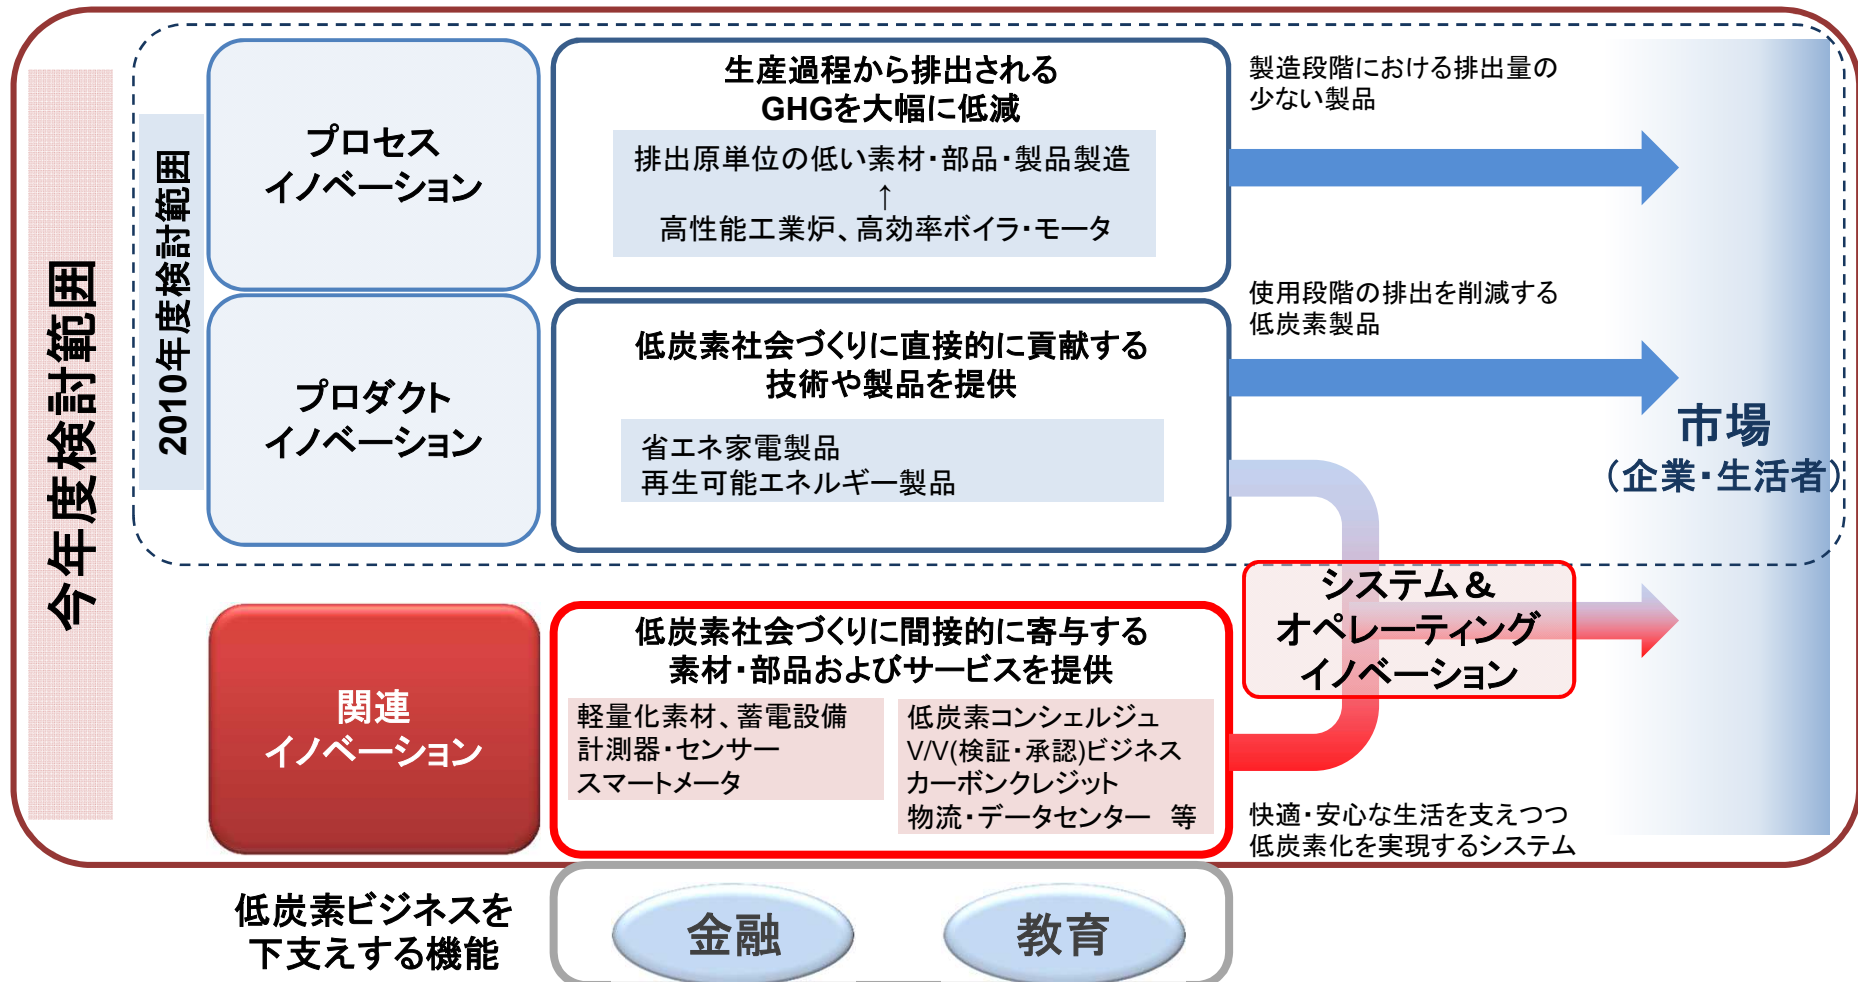 今年度検討範囲
2010年度検討範囲
プロセス
イノベーション
生産過程から排出される
GHGを大幅に低減
排出原単位の低い素材・部品・製品製造
↑
高性能工業炉、高効率ボイラ・モータ
製造段階における排出量の
少ない製品
プロダクト
イノベーション
低炭素社会づくりに直接的に貢献する
技術や製品を提供
省エネ家電製品
再生可能エネルギー製品
使用段階の排出を削減する
低炭素製品
市場
(企業・生活者)
関連
イノベーション
低炭素社会づくりに間接的に寄与する
素材・部品およびサービスを提供
軽量化素材、蓄電設備
計測器・センサー
スマートメータ
低炭素コンシェルジュ
V/V(検証・承認)ビジネス
カーボンクレジット
物流・データセンター　等
システム＆
オペレーティング
イノベーション
快適・安心な生活を支えつつ
低炭素化を実現するシステム
低炭素ビジネスを
下支えする機能
金融
教育